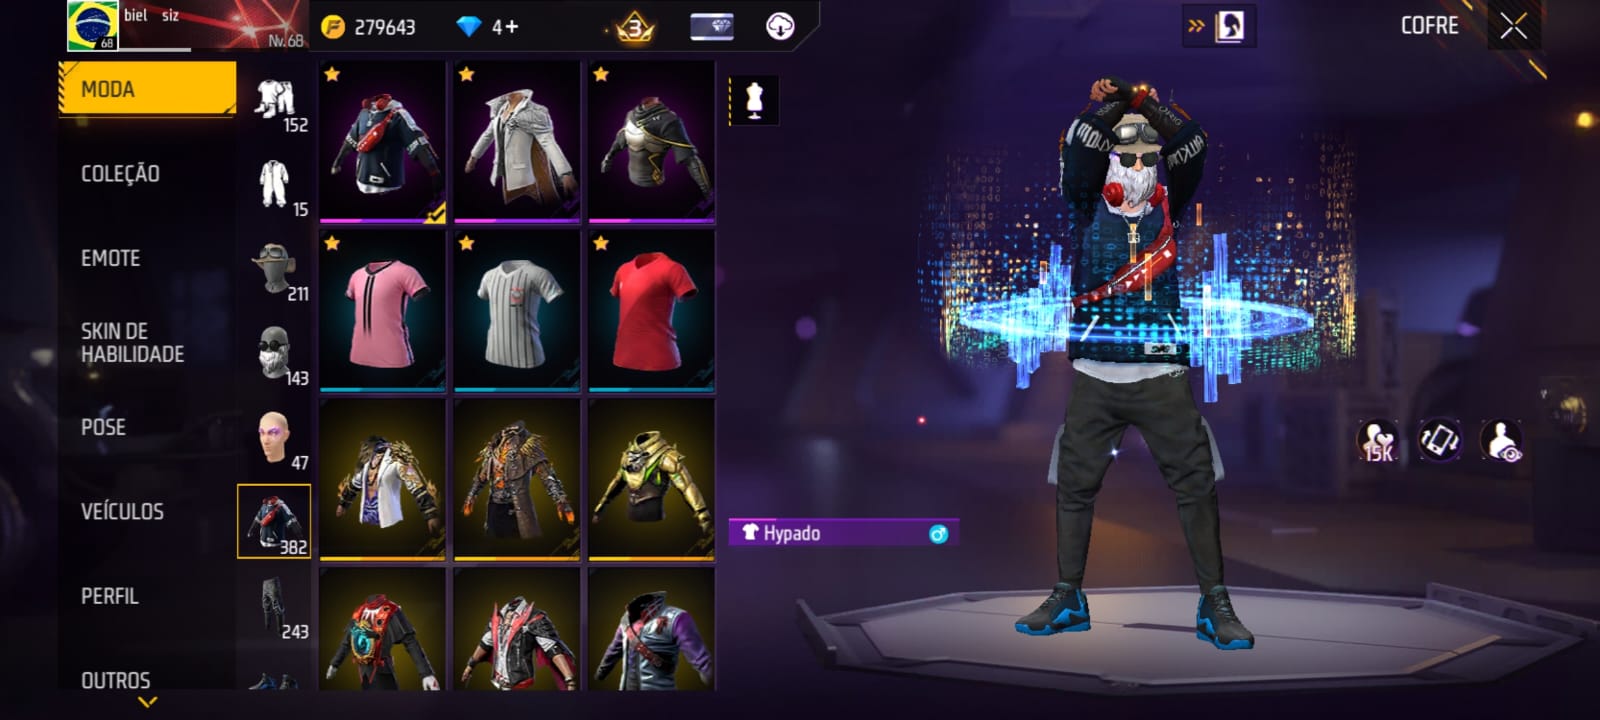 biel siz
68
Nv.68
279643
4+
3
COFRE
MODA
COLEÇÃO
EMOTE
SKIN DE
HABILIDADE
POSE
VEÍCULOS
PERFIL
OUTROS
152
15
211
143
47
382
243
Hypado
15K